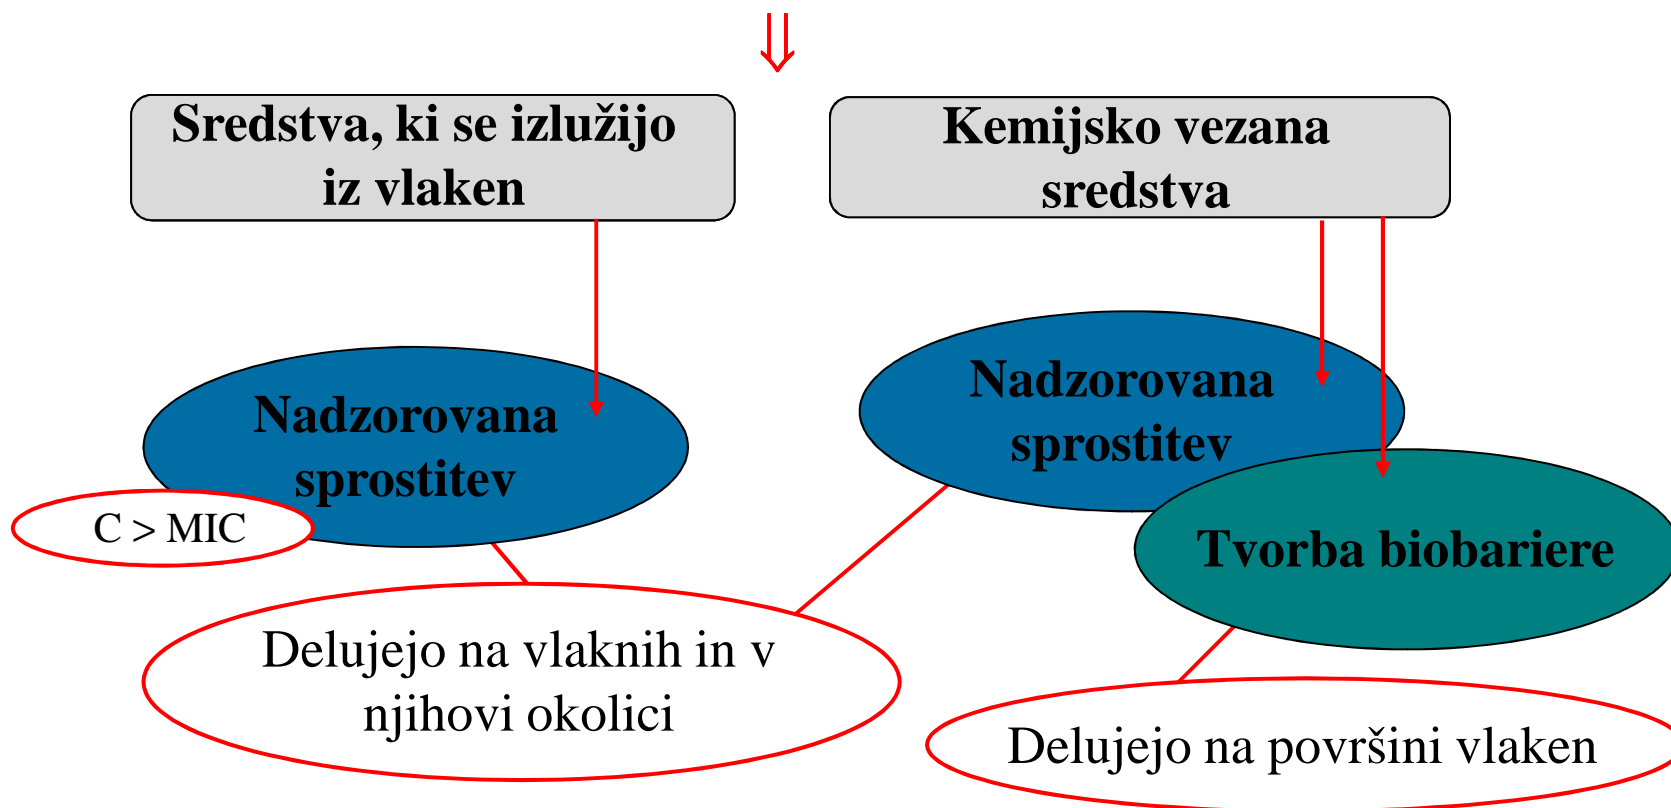 ⇓
Sredstva, ki se izlužijo
iz vlaken
Kemijsko vezana
sredstva
Nadzorovana
sprostitev
C > MIC
Nadzorovana
sprostitev
Tvorba biobariere
Delujejo na vlaknih in v
njihovi okolici
Delujejo na površini vlaken